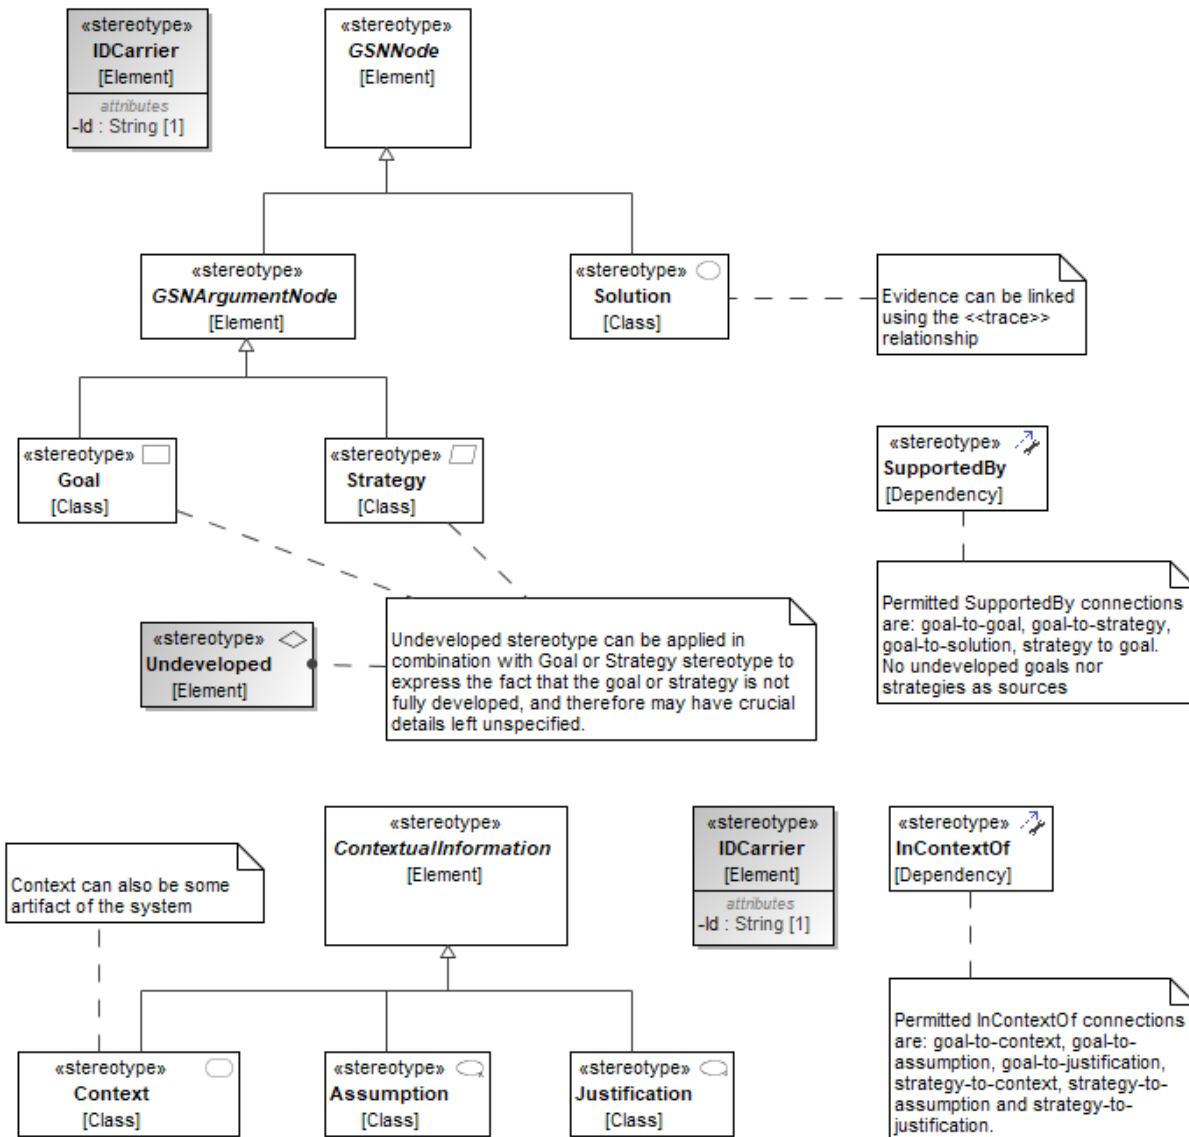 «stereotype»
IDCarrier
[Element]
attributes
-Id : String [1]
«stereotype»
GSNNode
[Element]
«stereotype»
GSNArgumentNode
[Element]
«stereotype»
Solution
[Class]
Evidence can be linked
using the <<trace>>
relationship
«stereotype»
Goal
[Class]
«stereotype»
Strategy
[Class]
«stereotype»
SupportedBy
[Dependency]
«stereotype»
Undeveloped
[Element]
Undeveloped stereotype can be applied in
combination with Goal or Strategy stereotype to
express the fact that the goal or strategy is not
fully developed, and therefore may have crucial
details left unspecified.
Permitted SupportedBy connections
are: goal-to-goal, goal-to-strategy,
goal-to-solution, strategy to goal.
No undeveloped goals nor
strategies as sources
Context can also be some
artifact of the system
«stereotype»
ContextualInformation
[Element]
«stereotype»
IDCarrier
[Element]
attributes
-Id : String [1]
«stereotype»
InContextOf
[Dependency]
«stereotype»
Context
[Class]
«stereotype»
Assumption
[Class]
«stereotype»
Justification
[Class]
Permitted InContextOf connections
are: goal-to-context, goal-to-
assumption, goal-to-justification,
strategy-to-context, strategy-to-
assumption and strategy-to-
justification.